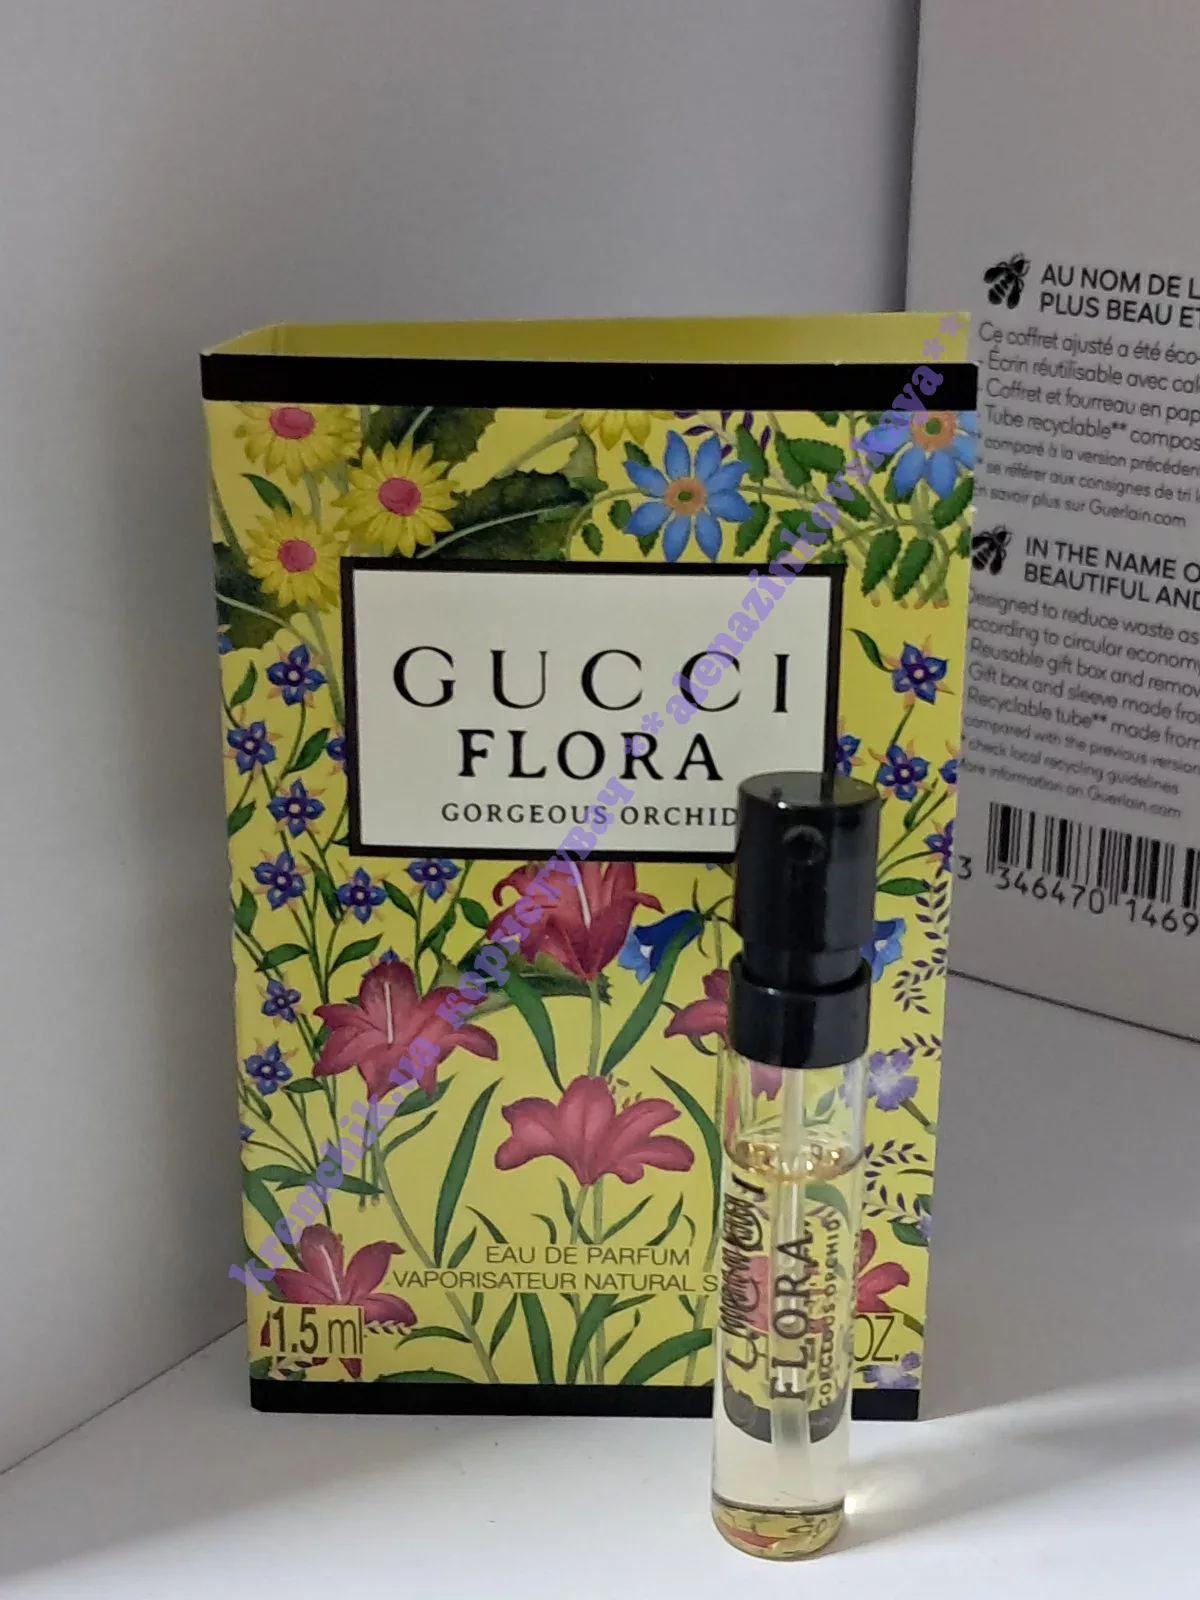 GUCCI
FLORA
GORGEOUS ORCHID
EAU DE PARFUM
VAPORISATEUR NATURAL S
1.5 ml
OZ.
FLORA
GORGEOUS ORCHID
AU NOM DE L
PLUS BEAU ET
Ce coffret ajusté a été éco-
- Écrin réutilisable avec cal
- Coffret et fourreau en pap
- Tube recyclable** compos
* comparé à la version précéden
** se référer aux consignes de tri l
En savoir plus sur Guerlain.com
IN THE NAME O
BEAUTIFUL AND
Designed to reduce waste as
according to circular economy
Reusable gift box and remov
Gift box and sleeve made fro
Recyclable tube** made from
compared with the previous version
* check local recycling guidelines
More information on Guerlain.com
3 346470 1469
kremchik.ua користувач **alenazinkovskaya**